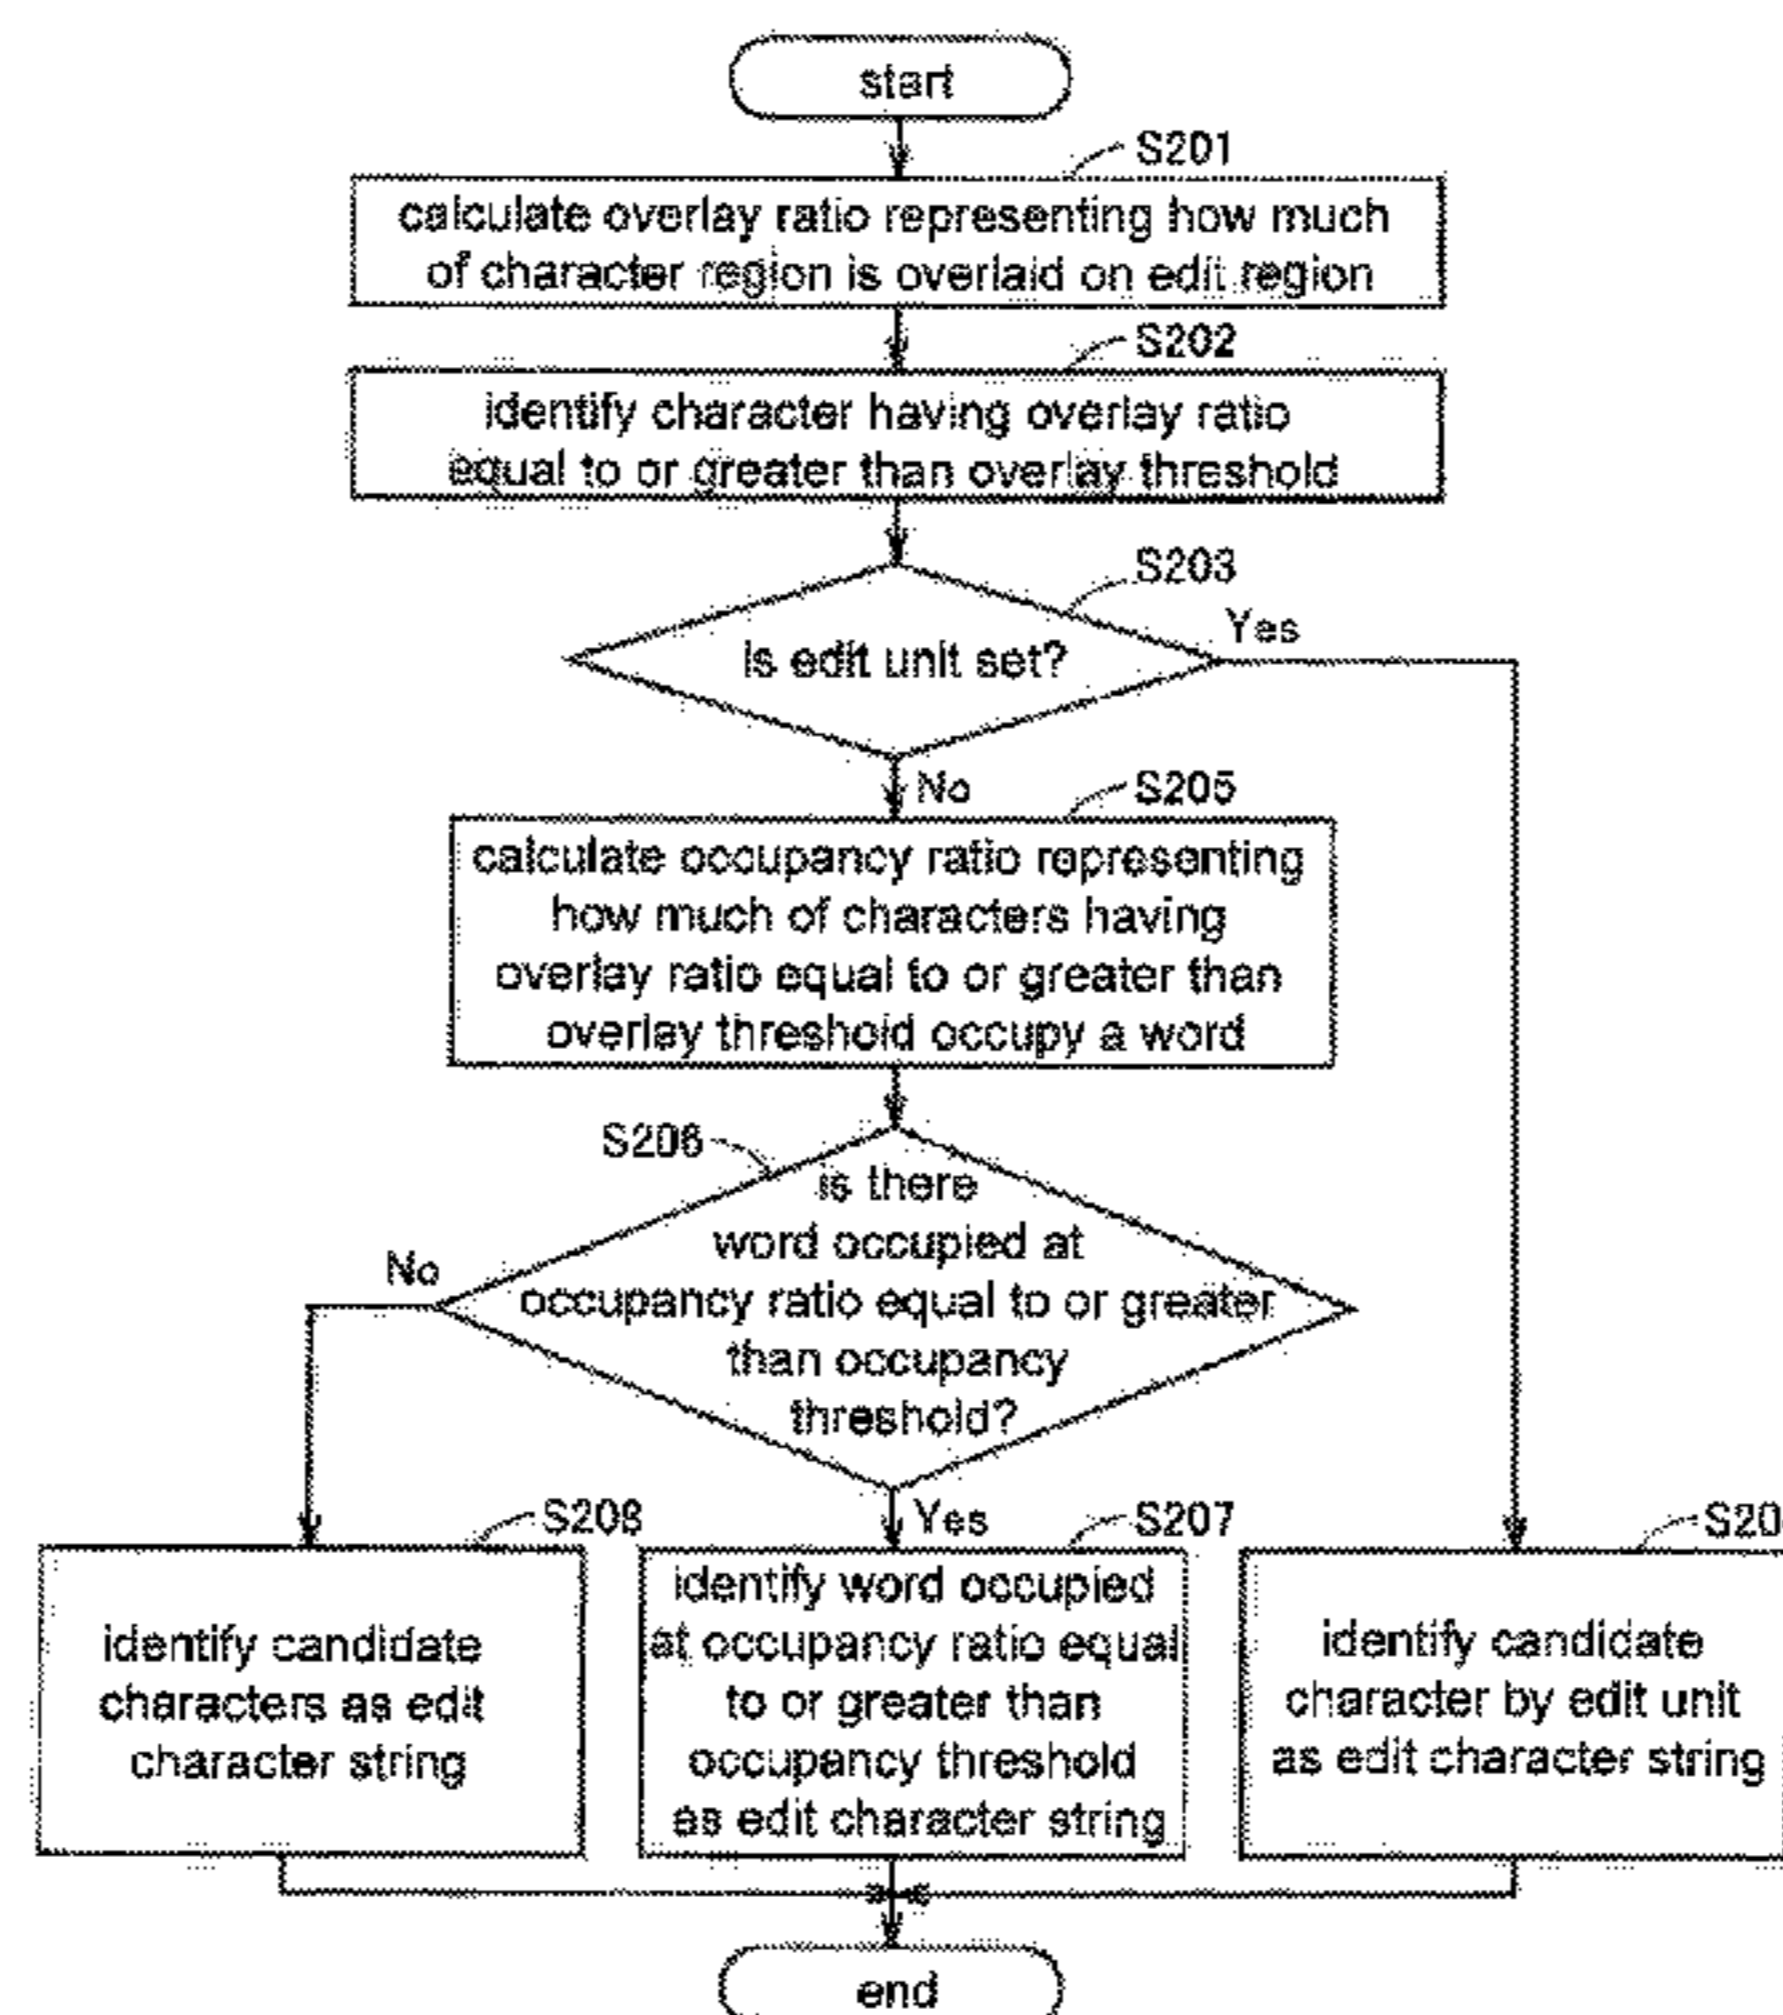 start
S201
calculate overlay ratio representing how much
of character region is overlaid on edit region
S202
identify character having overlay ratio
equal to or greater than overlay threshold
S203
is edit unit set?
Yes
No
S205
calculate occupancy ratio representing
how much of characters having
overlay ratio equal to or greater than
overlay threshold occupy a word
S206
is there
word occupied at
occupancy ratio equal to or greater
than occupancy
threshold?
No
Yes
S208
identify candidate
characters as edit
character string
S207
identify word occupied
at occupancy ratio equal
to or greater than
occupancy threshold
as edit character string
identify candidate
character by edit unit
as edit character string
end